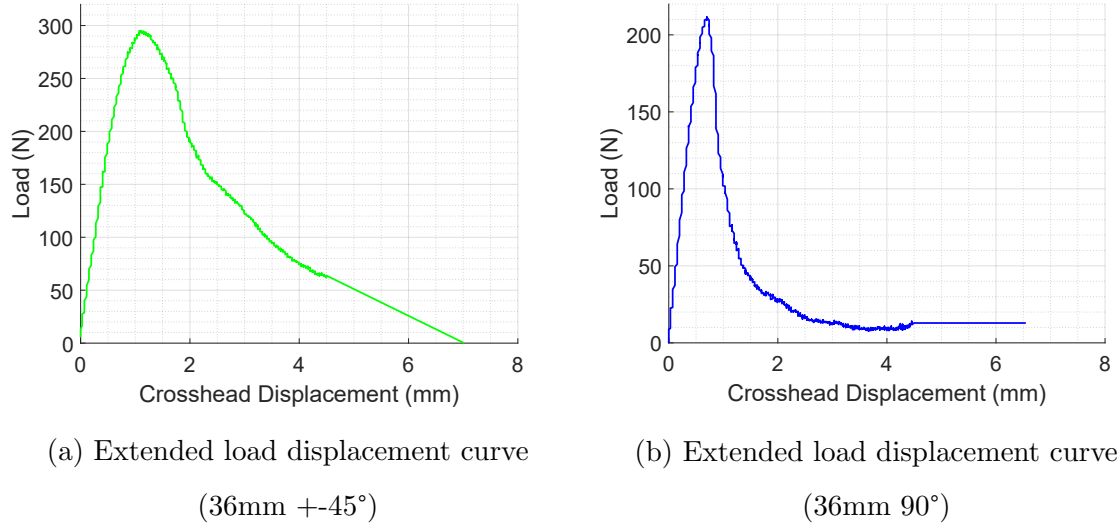 300
250
200
150
100
50
0
Load (N)
0 2 4 6 8
Crosshead Displacement (mm)
(a) Extended load displacement curve
(36mm +-45°)
200
150
100
50
0
Load (N)
0 2 4 6 8
Crosshead Displacement (mm)
(b) Extended load displacement curve
(36mm 90°)